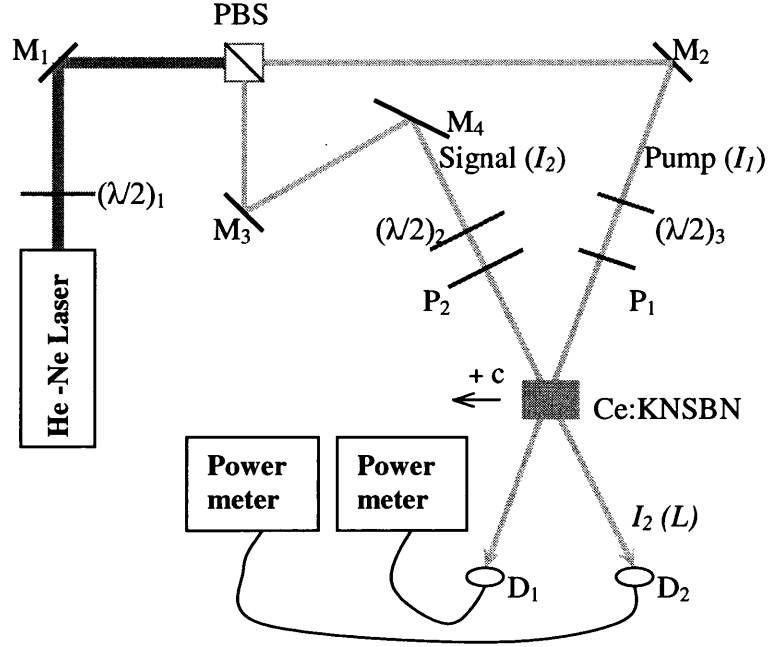 PBS
M₁
M₂
M₄
Signal (I₂)
Pump (I₁)
(λ/2)₁
M₃
(λ/2)₂
(λ/2)₃
P₂
P₁
He -Ne Laser
+ c
Ce:KNSBN
Power
meter
Power
meter
I₂ (L)
D₁
D₂